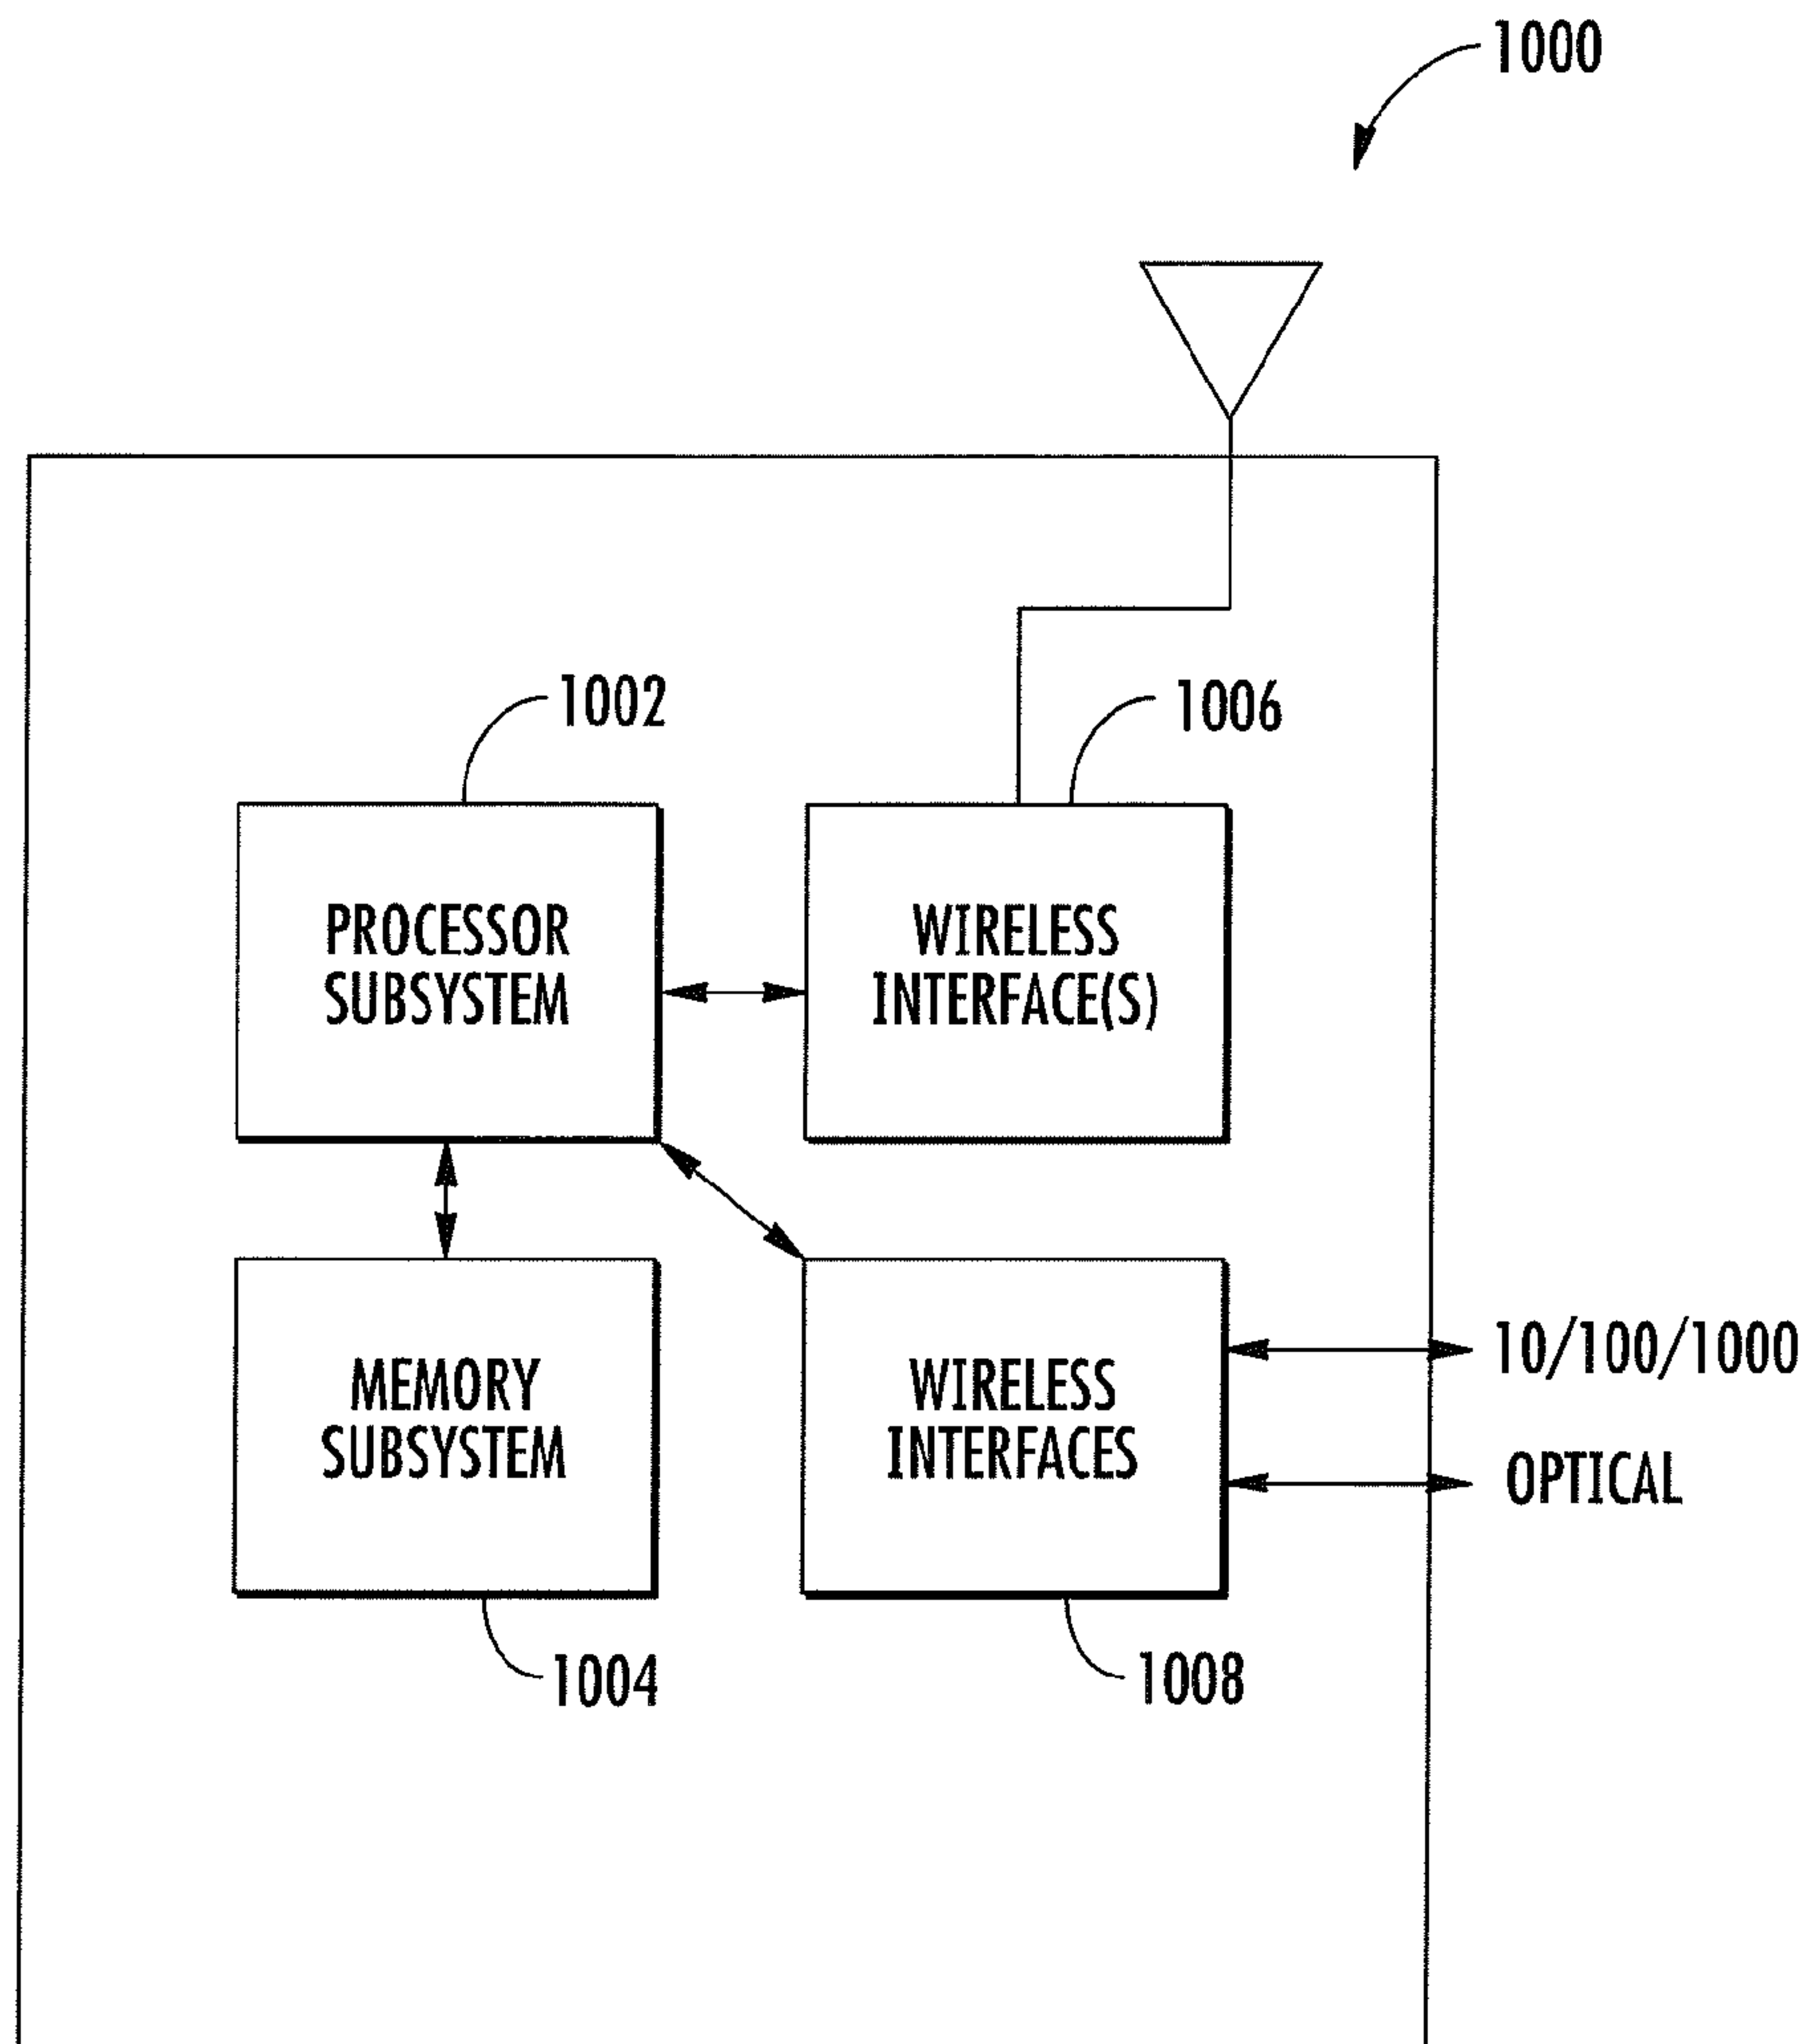 1000
1002
1006
PROCESSOR
SUBSYSTEM
WIRELESS
INTERFACE(S)
MEMORY
SUBSYSTEM
WIRELESS
INTERFACES
10/100/1000
OPTICAL
1004
1008